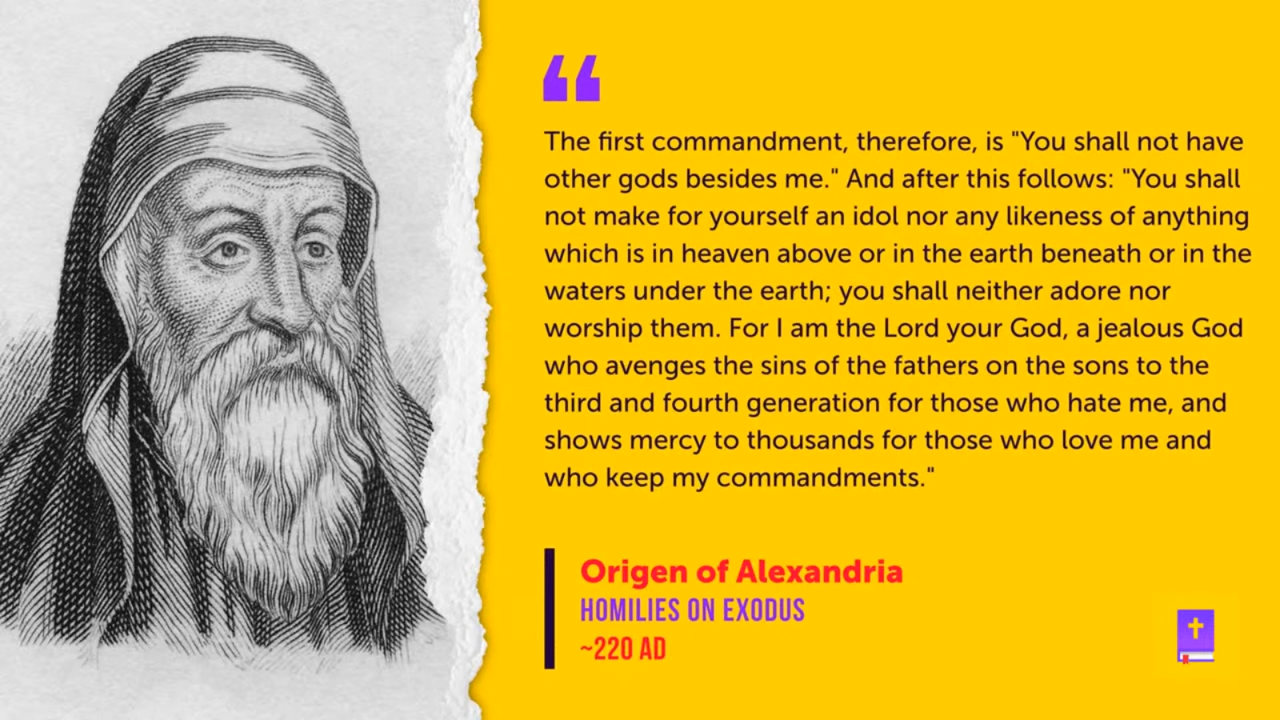 “
The first commandment, therefore, is "You shall not have
other gods besides me." And after this follows: "You shall
not make for yourself an idol nor any likeness of anything
which is in heaven above or in the earth beneath or in the
waters under the earth; you shall neither adore nor
worship them. For I am the Lord your God, a jealous God
who avenges the sins of the fathers on the sons to the
third and fourth generation for those who hate me, and
shows mercy to thousands for those who love me and
who keep my commandments."
Origen of Alexandria
HOMILIES ON EXODUS
~220 AD